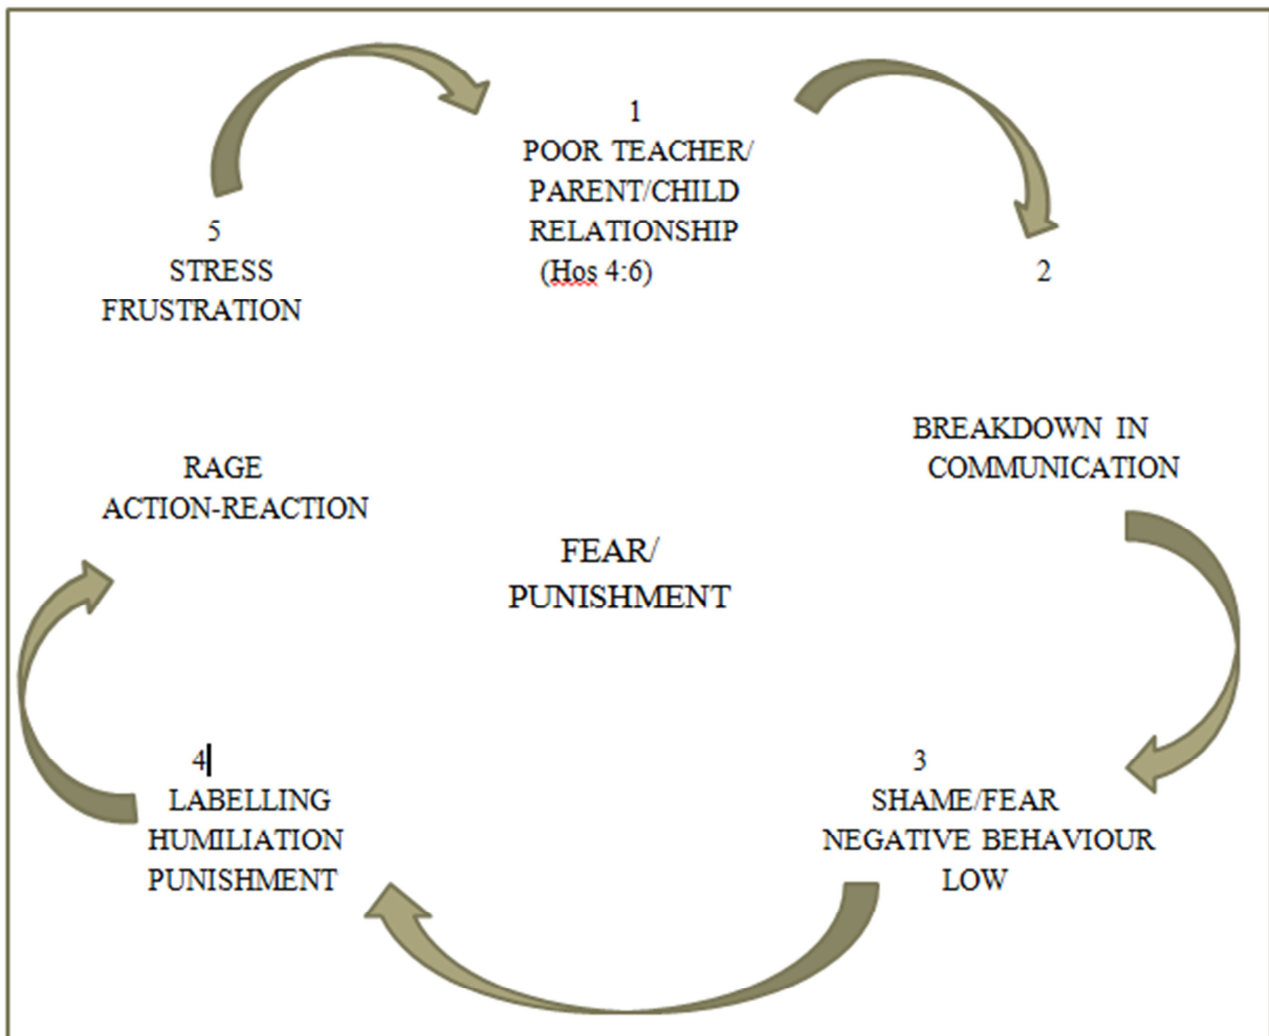 1
POOR TEACHER/
PARENT/CHILD
RELATIONSHIP
(Hos 4:6)
2
BREAKDOWN IN
COMMUNICATION
3
SHAME/FEAR
NEGATIVE BEHAVIOUR
LOW
4
LABELLING
HUMILIATION
PUNISHMENT
5
STRESS
FRUSTRATION
RAGE
ACTION-REACTION
FEAR/
PUNISHMENT